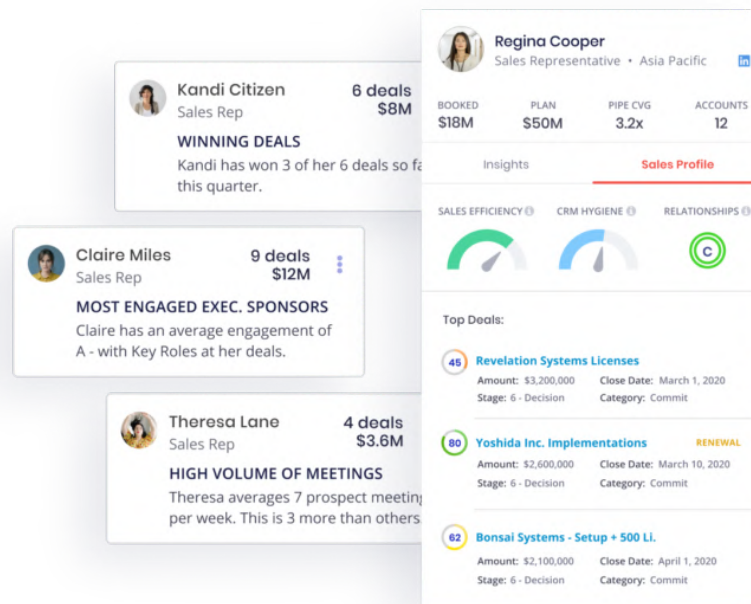 Kandi Citizen
6 deals
Sales Rep
$8M
WINNING DEALS
Kandi has won 3 of her 6 deals so
this quarter.
Claire Miles
9 deals
Sales Rep
$12M
MOST ENGAGED EXEC. SPONSORS
Claire has an average engagement of
A - with Key Roles at her deals.
Theresa Lane
4 deals
Sales Rep
$3.6M
HIGH VOLUME OF MEETINGS
Theresa averages 7 prospect meeting
per week. This is 3 more than others
Regina Cooper
Sales Representative • Asia Pacific
in
BOOKED PLAN PIPE CVG ACCOUNTS
$18M $50M 3.2x 12
Insights Sales Profile
SALES EFFICIENCY CRM HYGIENE RELATIONSHIPS
C
Top Deals:
45 Revelation Systems Licenses
Amount: $3,200,000 Close Date: March 1, 2020
Stage: 6 - Decision Category: Commit
80 Yoshida Inc. Implementations RENEWAL
Amount: $2,600,000 Close Date: March 10, 2020
Stage: 6 - Decision Category: Commit
62 Bonsai Systems - Setup + 500 Li.
Amount: $2,100,000 Close Date: April 1, 2020
Stage: 6 - Decision Category: Commit